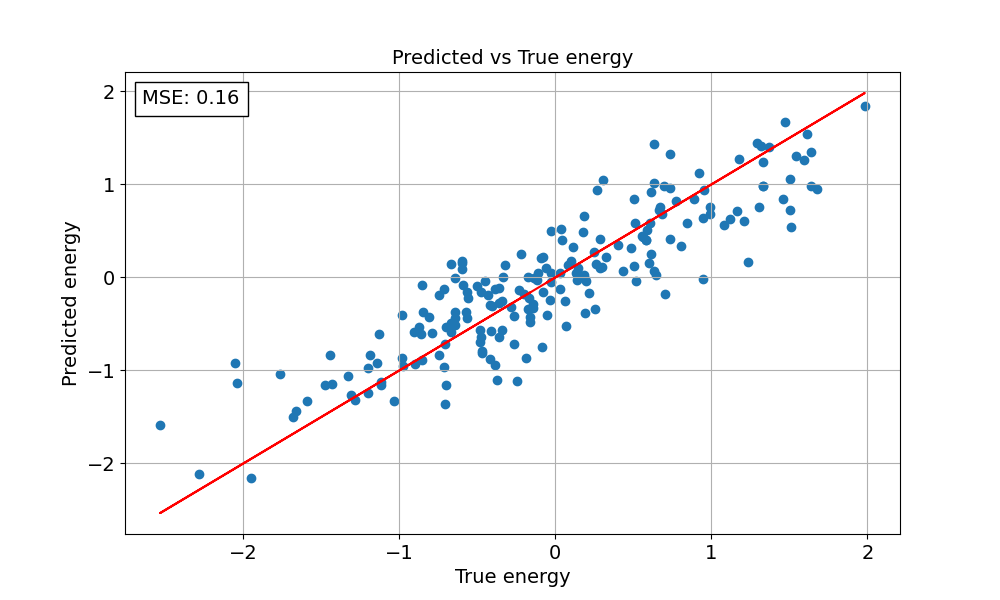 Predicted vs True energy
MSE: 0.16
Predicted energy
2
1
0
−1
−2
−2 −1 0 1 2
True energy